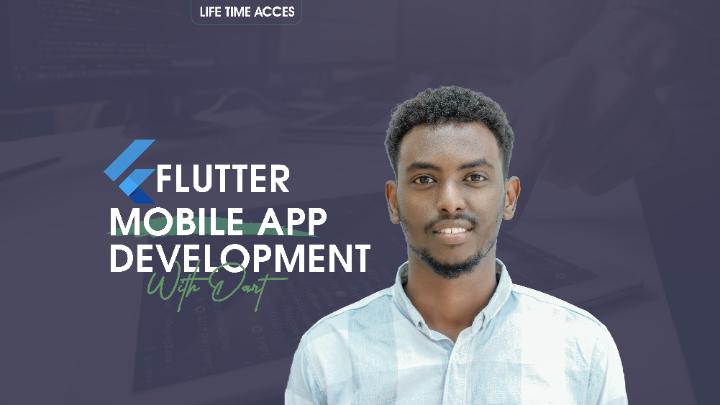 LIFE TIME ACCES
FLUTTER
MOBILE APP
DEVELOPMENT
With Dart